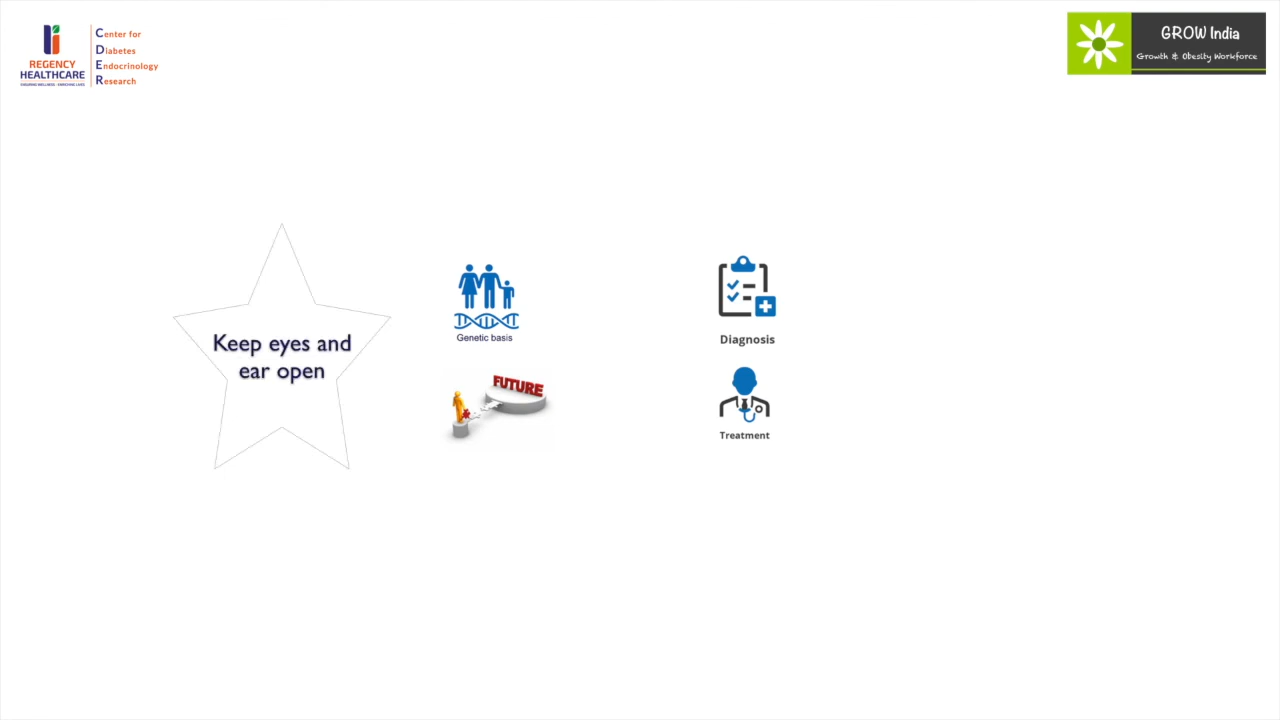 REGENCY
HEALTHCARE
Center for
Diabetes
Endocrinology
Research
GROW India
Growth & Obesity Workforce
Keep eyes and
ear open
Genetic basis
FUTURE
Diagnosis
Treatment